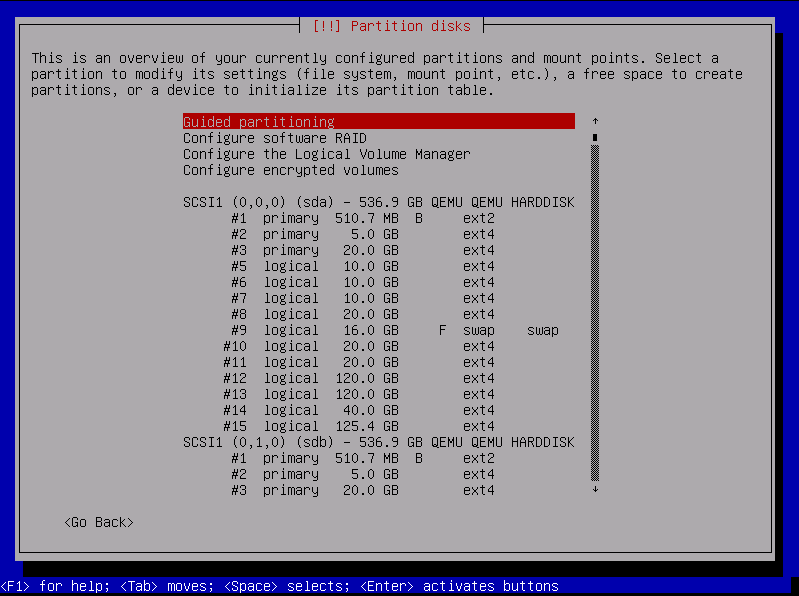 [!!] Partition disks
This is an overview of your currently configured partitions and mount points. Select a
partition to modify its settings (file system, mount point, etc.), a free space to create
partitions, or a device to initialize its partition table.
Guided partitioning
Configure software RAID
Configure the Logical Volume Manager
Configure encrypted volumes
SCSI1 (0,0,0) (sda) - 536.9 GB QEMU QEMU HARDDISK
#1 primary 510.7 MB B ext2
#2 primary 5.0 GB ext4
#3 primary 20.0 GB ext4
#5 logical 10.0 GB ext4
#6 logical 10.0 GB ext4
#7 logical 10.0 GB ext4
#8 logical 20.0 GB ext4
#9 logical 16.0 GB F swap swap
#10 logical 20.0 GB ext4
#11 logical 20.0 GB ext4
#12 logical 120.0 GB ext4
#13 logical 120.0 GB ext4
#14 logical 40.0 GB ext4
#15 logical 125.4 GB ext4
SCSI1 (0,1,0) (sdb) - 536.9 GB QEMU QEMU HARDDISK
#1 primary 510.7 MB B ext2
#2 primary 5.0 GB ext4
#3 primary 20.0 GB ext4
<Go Back>
<F1> for help; <Tab> moves; <Space> selects; <Enter> activates buttons